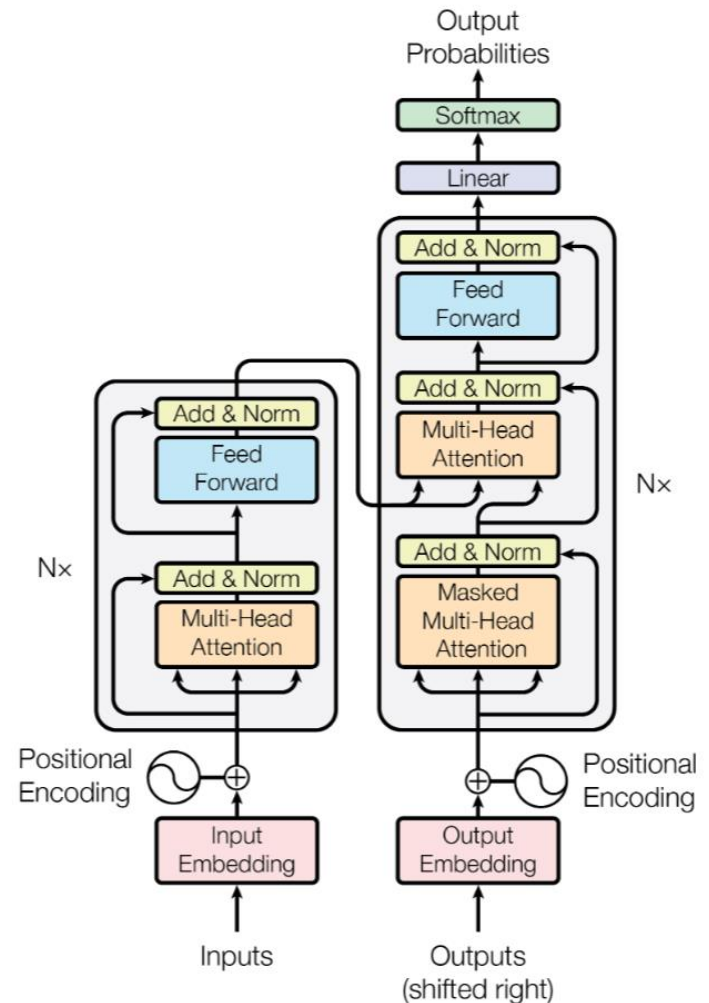 Output
Probabilities
Softmax
Linear
Add & Norm
Feed
Forward
Add & Norm
Multi-Head
Attention
Add & Norm
Masked
Multi-Head
Attention
Nx
Add & Norm
Feed
Forward
Add & Norm
Multi-Head
Attention
Nx
Positional
Encoding
Positional
Encoding
Input
Embedding
Output
Embedding
Inputs
Outputs
(shifted right)